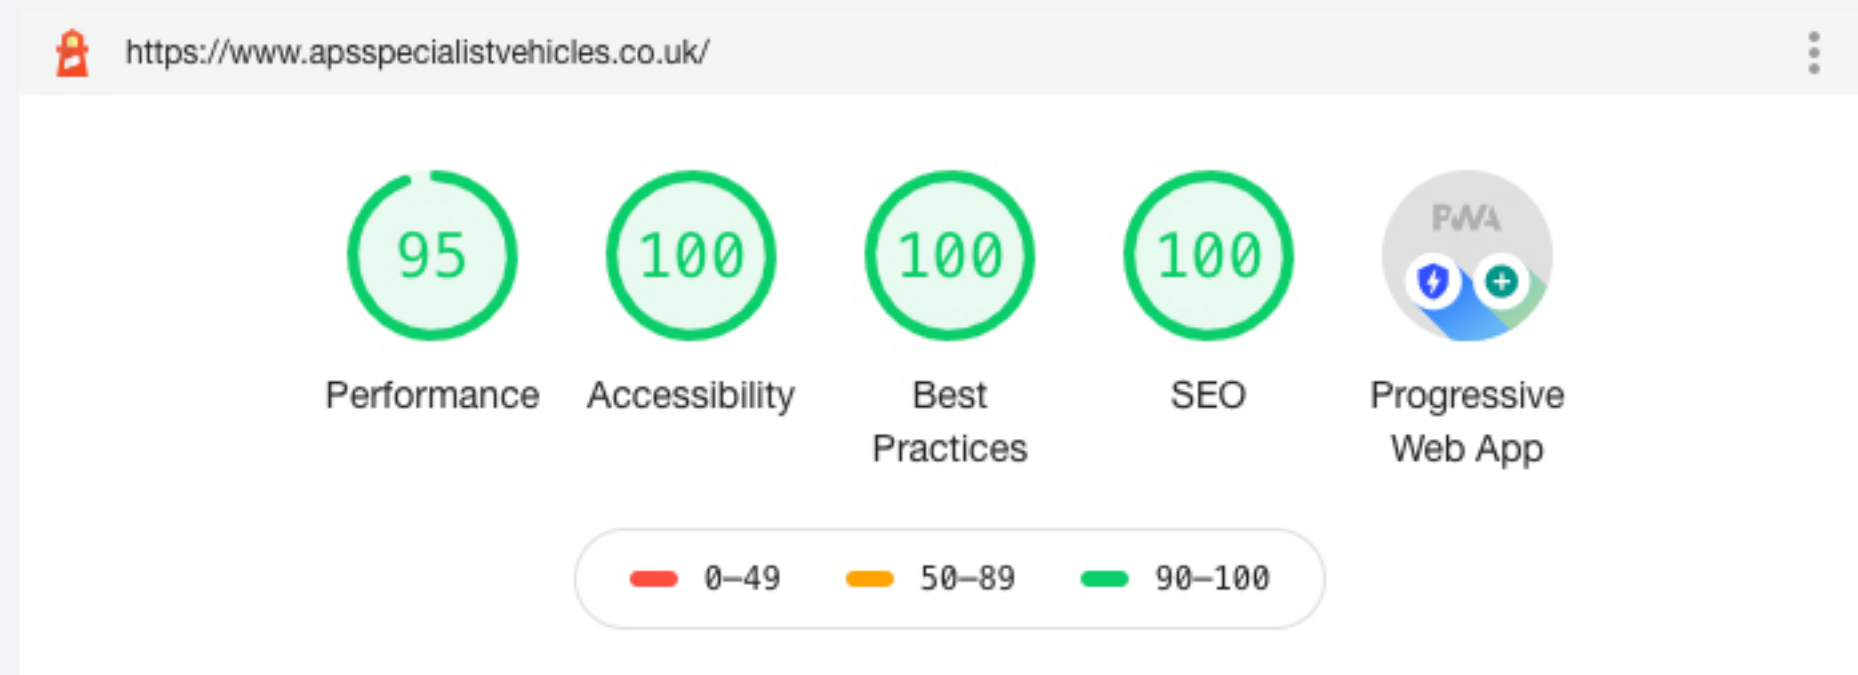 https://www.apsspecialistvehicles.co.uk/
95
100
100
100
PWA
Performance
Accessibility
Best
Practices
SEO
Progressive
Web App
0–49
50–89
90–100